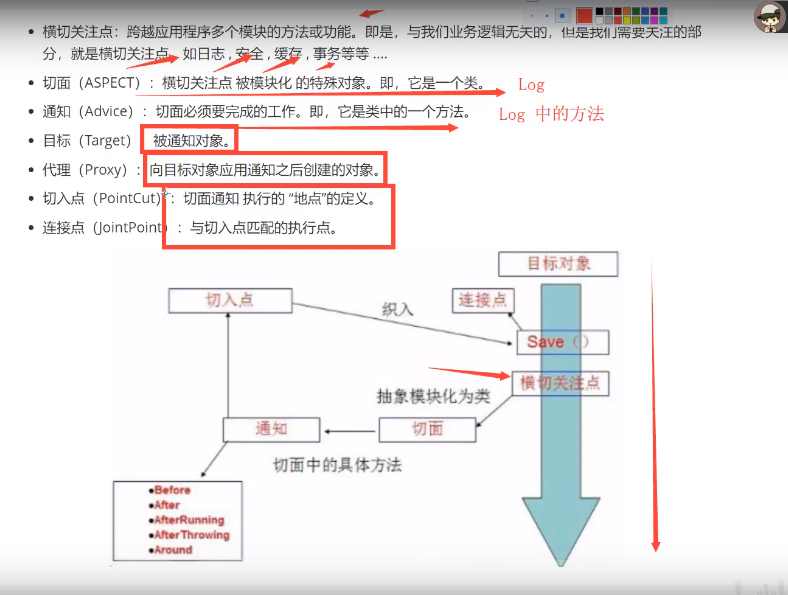 横切关注点：跨越应用程序多个模块的方法或功能。即是，与我们业务逻辑无关的，但是我们需要关注的部
分，就是横切关注点。如日志 , 安全 , 缓存 , 事务等等 ....
切面（ASPECT）：横切关注点 被模块化 的特殊对象。即，它是一个类。 Log
通知（Advice）：切面必须要完成的工作。即，它是类中的一个方法。 Log 中的方法
目标（Target）：被通知对象。
代理（Proxy）：向目标对象应用通知之后创建的对象。
切入点（PointCut）：切面通知 执行的 “地点”的定义。
连接点（JointPoint）：与切入点匹配的执行点。
目标对象
切入点
织入
连接点
Save（）
横切关注点
抽象模块化为类
通知
切面
切面中的具体方法
●Before
●After
●AfterRunning
●AfterThrowing
●Around